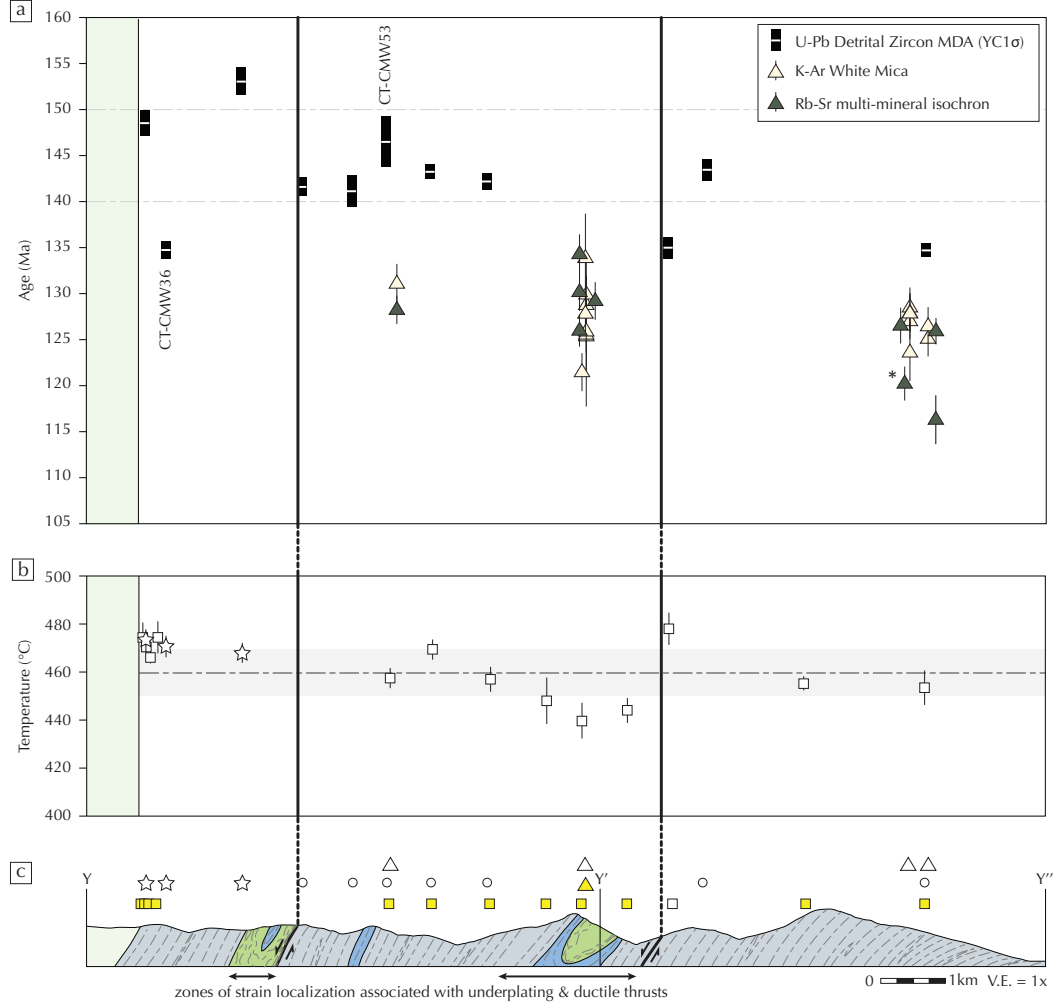 a
160
155
150
145
140
135
130
125
120
115
110
105
Age (Ma)
CT-CMW36
CT-CMW53
U-Pb Detrital Zircon MDA (YC1σ)
K-Ar White Mica
Rb-Sr multi-mineral isochron
*
b
500
480
460
440
420
400
Temperature (°C)
c
Y
Y′
Y″
zones of strain localization associated with underplating & ductile thrusts
0 1km V.E. = 1x